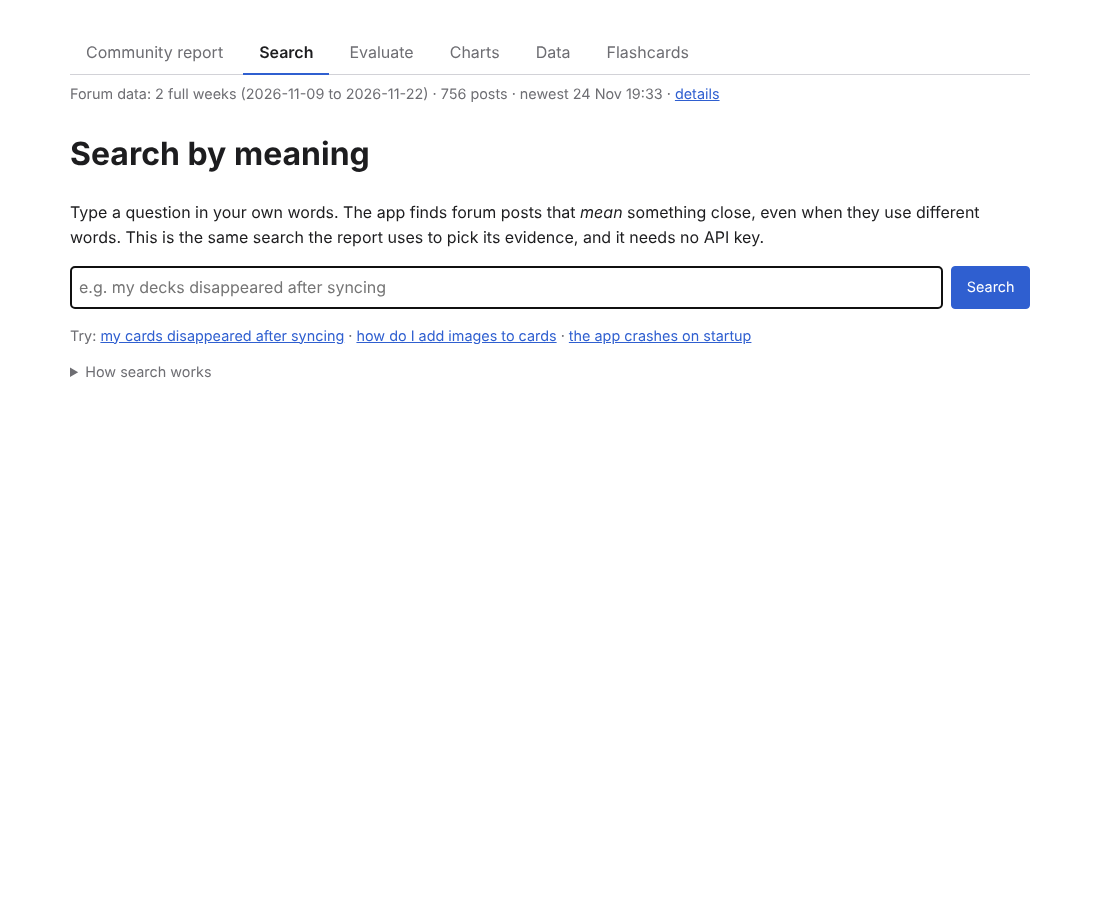 Community report Search Evaluate Charts Data Flashcards
Forum data: 2 full weeks (2026-11-09 to 2026-11-22) · 756 posts · newest 24 Nov 19:33 · details
Search by meaning
Type a question in your own words. The app finds forum posts that mean something close, even when they use different
words. This is the same search the report uses to pick its evidence, and it needs no API key.
e.g. my decks disappeared after syncing Search
Try: my cards disappeared after syncing · how do I add images to cards · the app crashes on startup
How search works